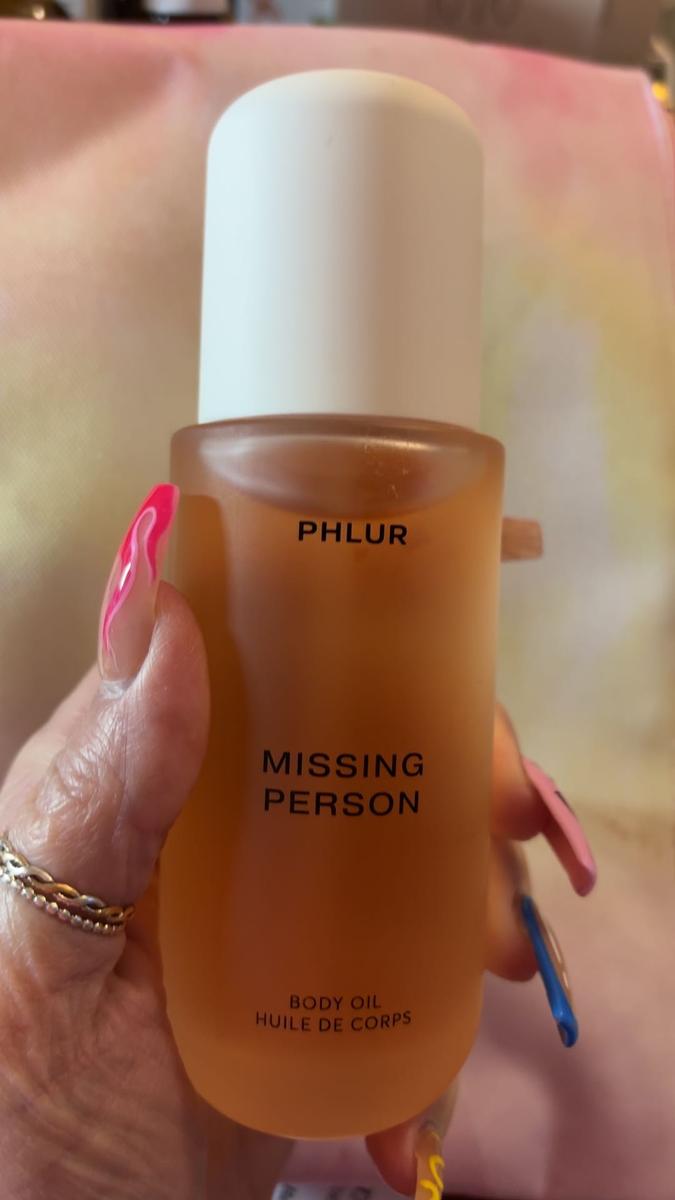 PHLUR
MISSING
PERSON
BODY OIL
HUILE DE CORPS